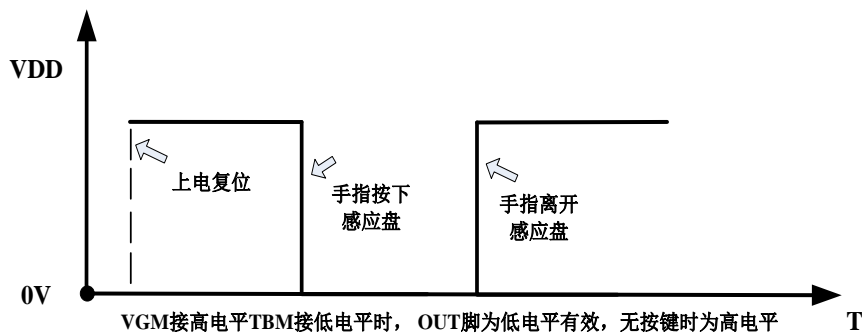 VDD
上电复位
手指按下
感应盘
手指离开
感应盘
0V
T
VGM接高电平TBM接低电平时， OUT脚为低电平有效，无按键时为高电平